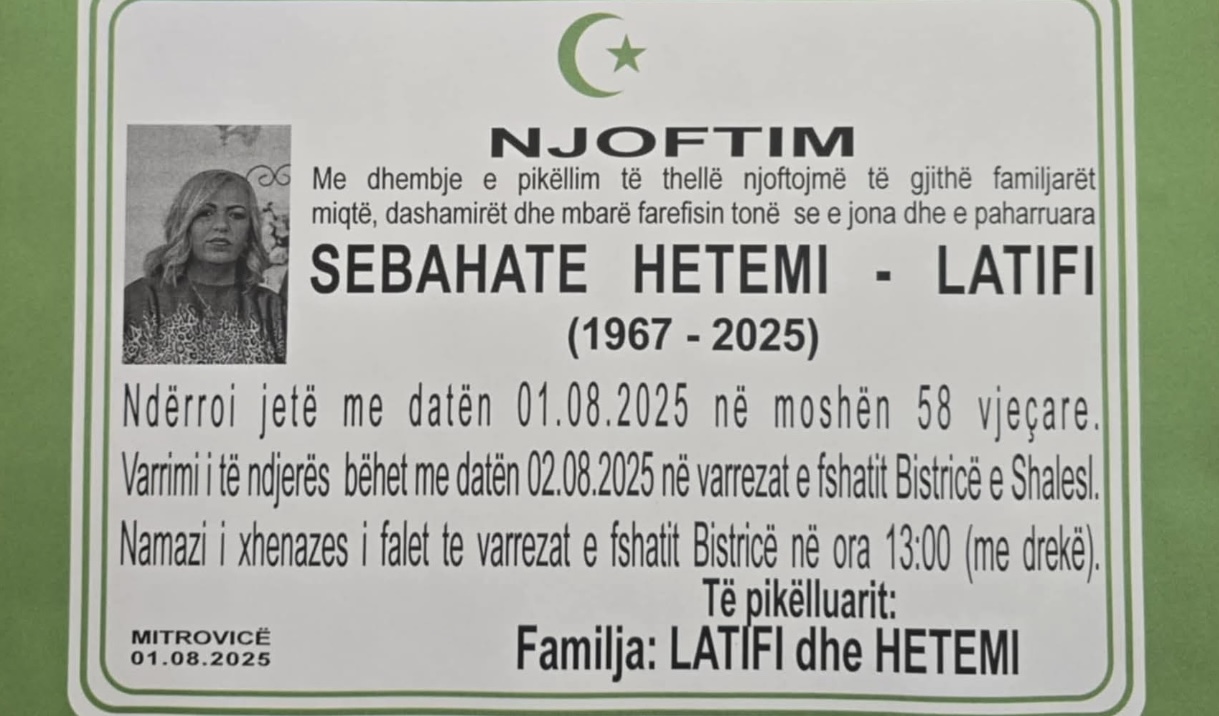 NJOFTIM
Me dhembje e pikëllim të thellë njoftojmë të gjithë familjarët
miqtë, dashamirët dhe mbarë farefisin tonë se e jona dhe e paharruara
SEBAHATE HETEMI - LATIFI
(1967 - 2025)
Ndërroi jetë me datën 01.08.2025 në moshën 58 vjeçare.
Varrimi i të ndjerës bëhet me datën 02.08.2025 në varrezat e fshatit Bistricë e Shalesl.
Namazi i xhenazes i falet te varrezat e fshatit Bistricë në ora 13:00 (me drekë).
Të pikëlluarit:
Familja: LATIFI dhe HETEMI
MITROVICË
01.08.2025